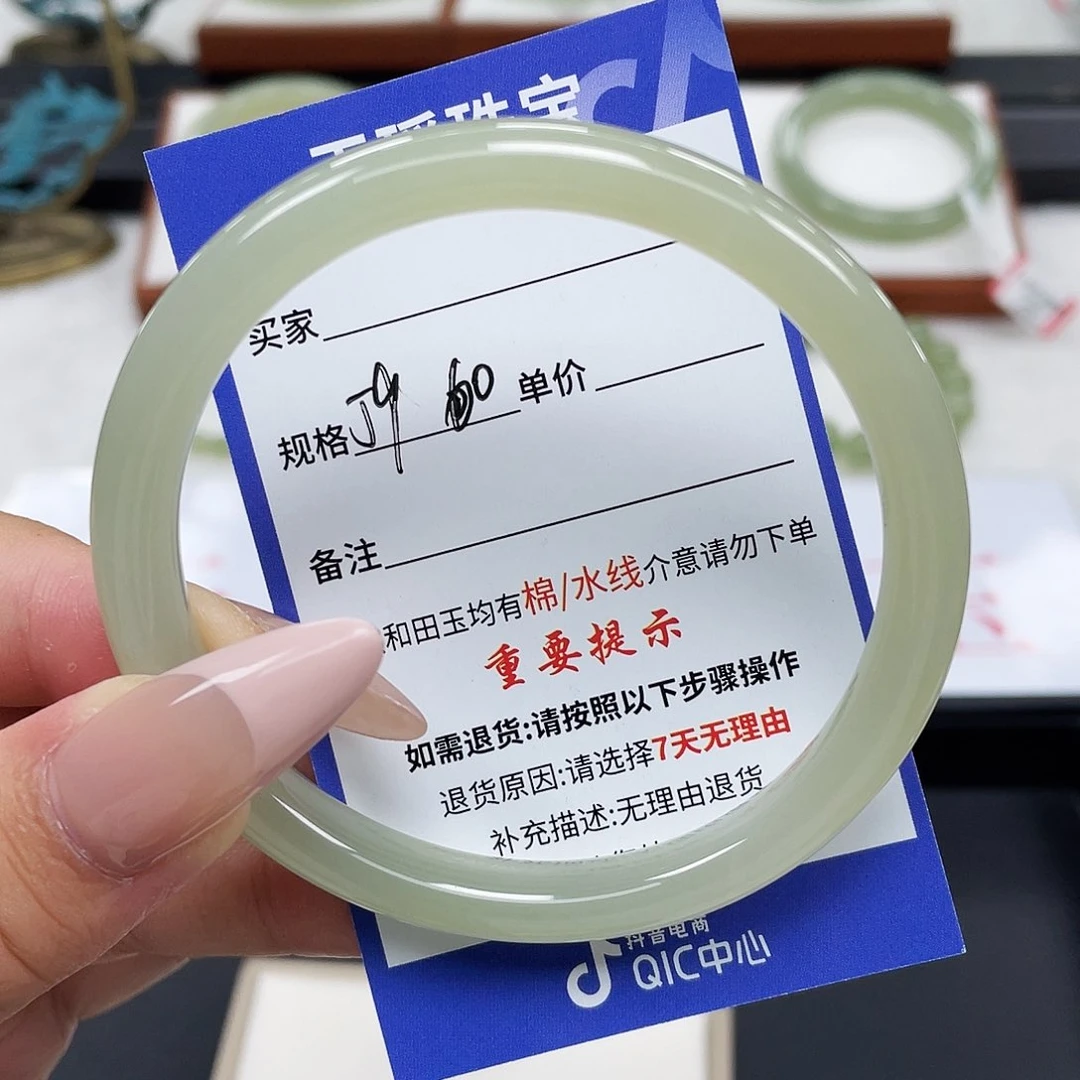 珠宝
买家
规格 59 60 单价
备注
和田玉均有棉/水线介意请勿下单
重要提示
如需退货:请按照以下步骤操作
退货原因:请选择7天无理由
补充描述:无理由退货
抖音电商
QIC中心